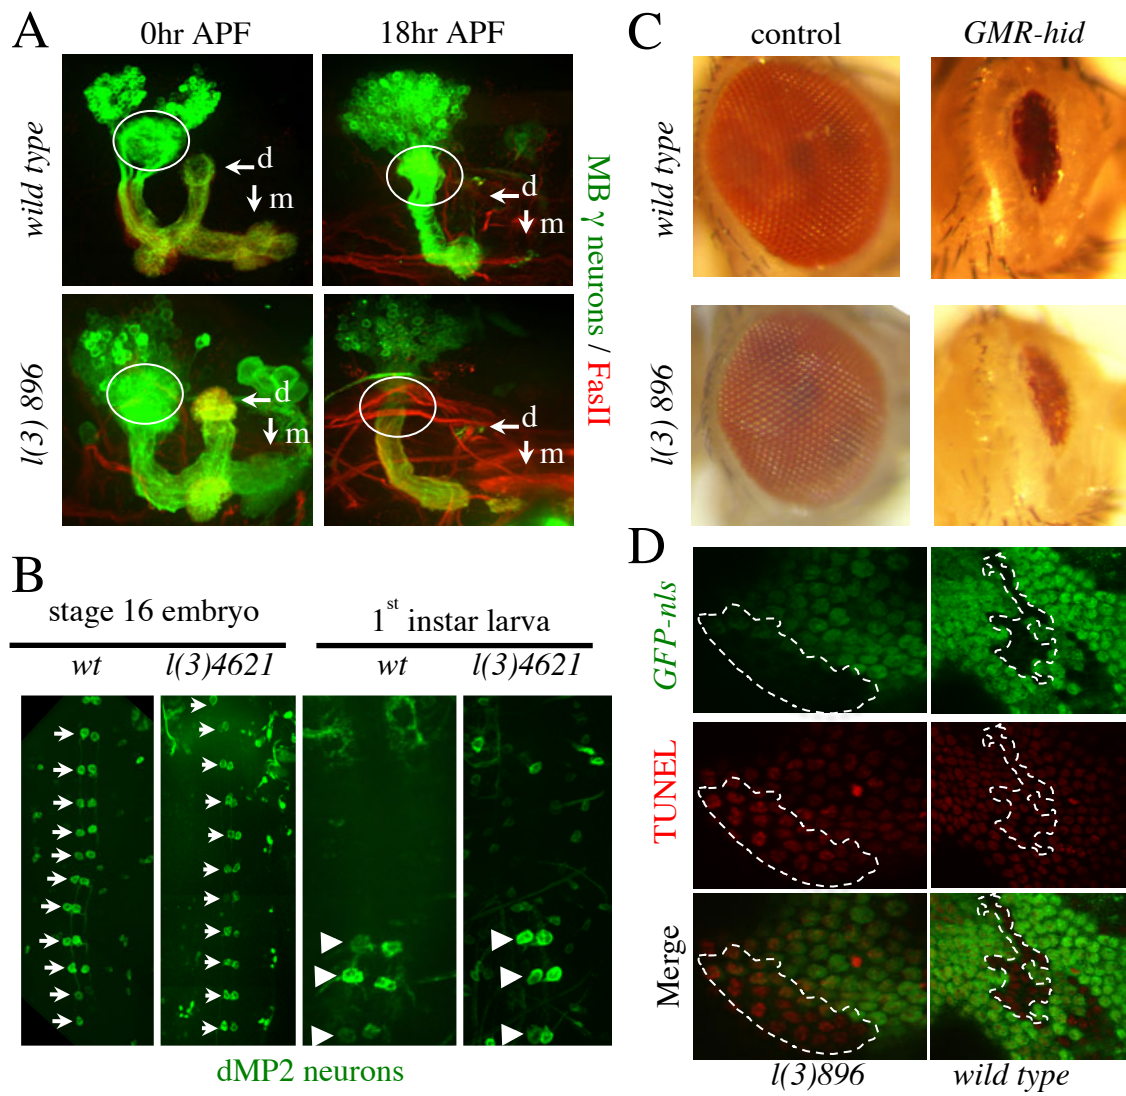 A
0hr APF
18hr APF
wild type
d
m
d
m
l(3) 896
d
m
d
m
MB γ neurons / FasII
B
stage 16 embryo
1st instar larva
wt
l(3)4621
wt
l(3)4621
dMP2 neurons
C
control
GMR-hid
wild type
l(3) 896
D
GFP-nls
TUNEL
Merge
l(3)896
wild type